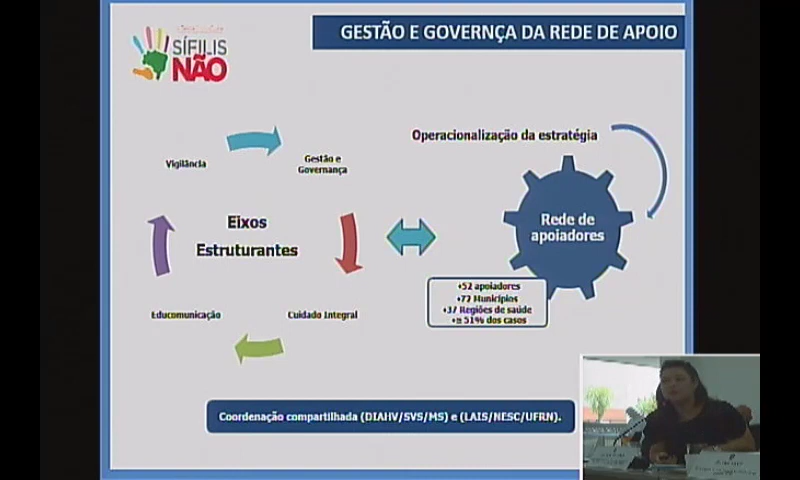 SÍFILIS
NÃO
GESTÃO E GOVERNÇA DA REDE DE APOIO
Operacionalização da estratégia
Vigilância
Gestão e
Governança
Eixos
Estruturantes
Educomunicação
Cuidado Integral
Rede de
apoiadores
•52 apoiadores
•72 Municípios
•37 Regiões de saúde
•≅ 51% dos casos
Coordenação compartilhada (DIAHV/SVS/MS) e (LAIS/NESC/UFRN).